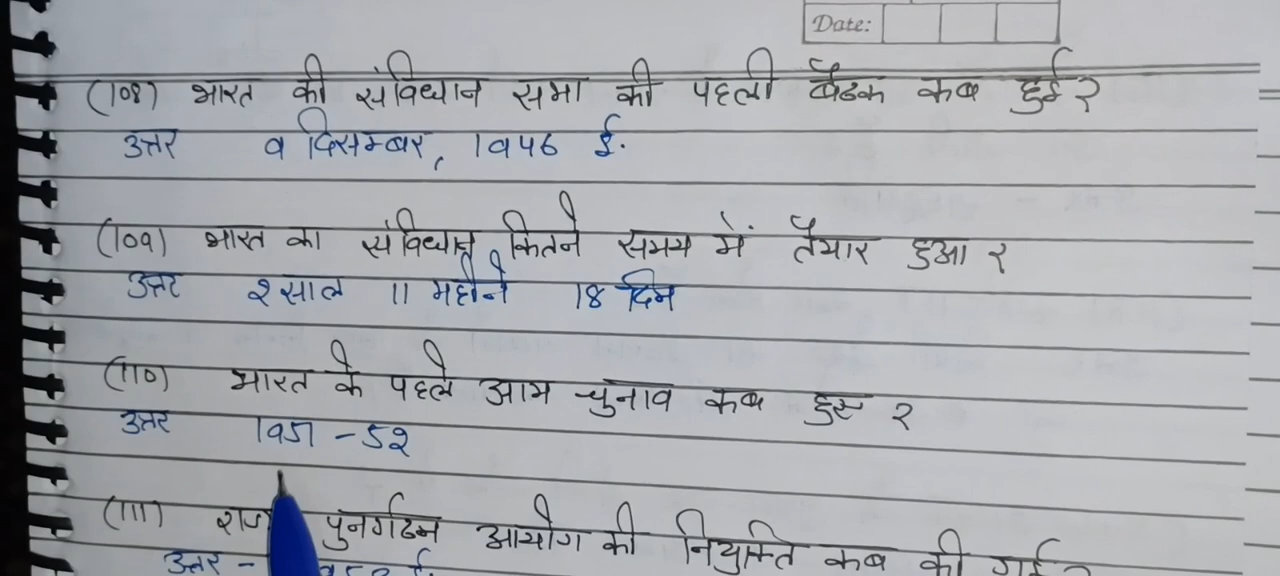 Date:
(108) भारत की संविधान सभा की पहली बैठक कब हुई?
उत्तर 9 दिसम्बर, 1946 ई.
(109) भारत का संविधान कितने समय में तैयार हुआ?
उत्तर 2 साल 11 महीने 18 दिन
(110) भारत के पहले आम चुनाव कब हुए?
उत्तर 1951 - 52
(111) पुनर्गठन आयोग की नियुक्ति कब की गई?
उत्तर -